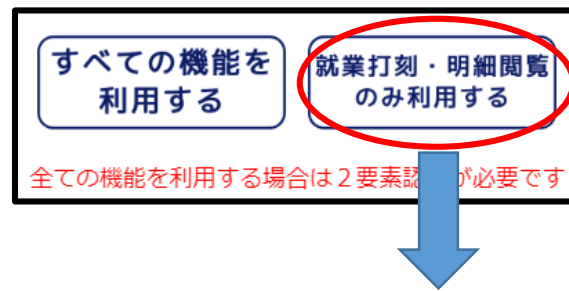 すべての機能を
利用する
就業打刻・明細閲覧
のみ利用する
全ての機能を利用する場合は２要素認 が必要です